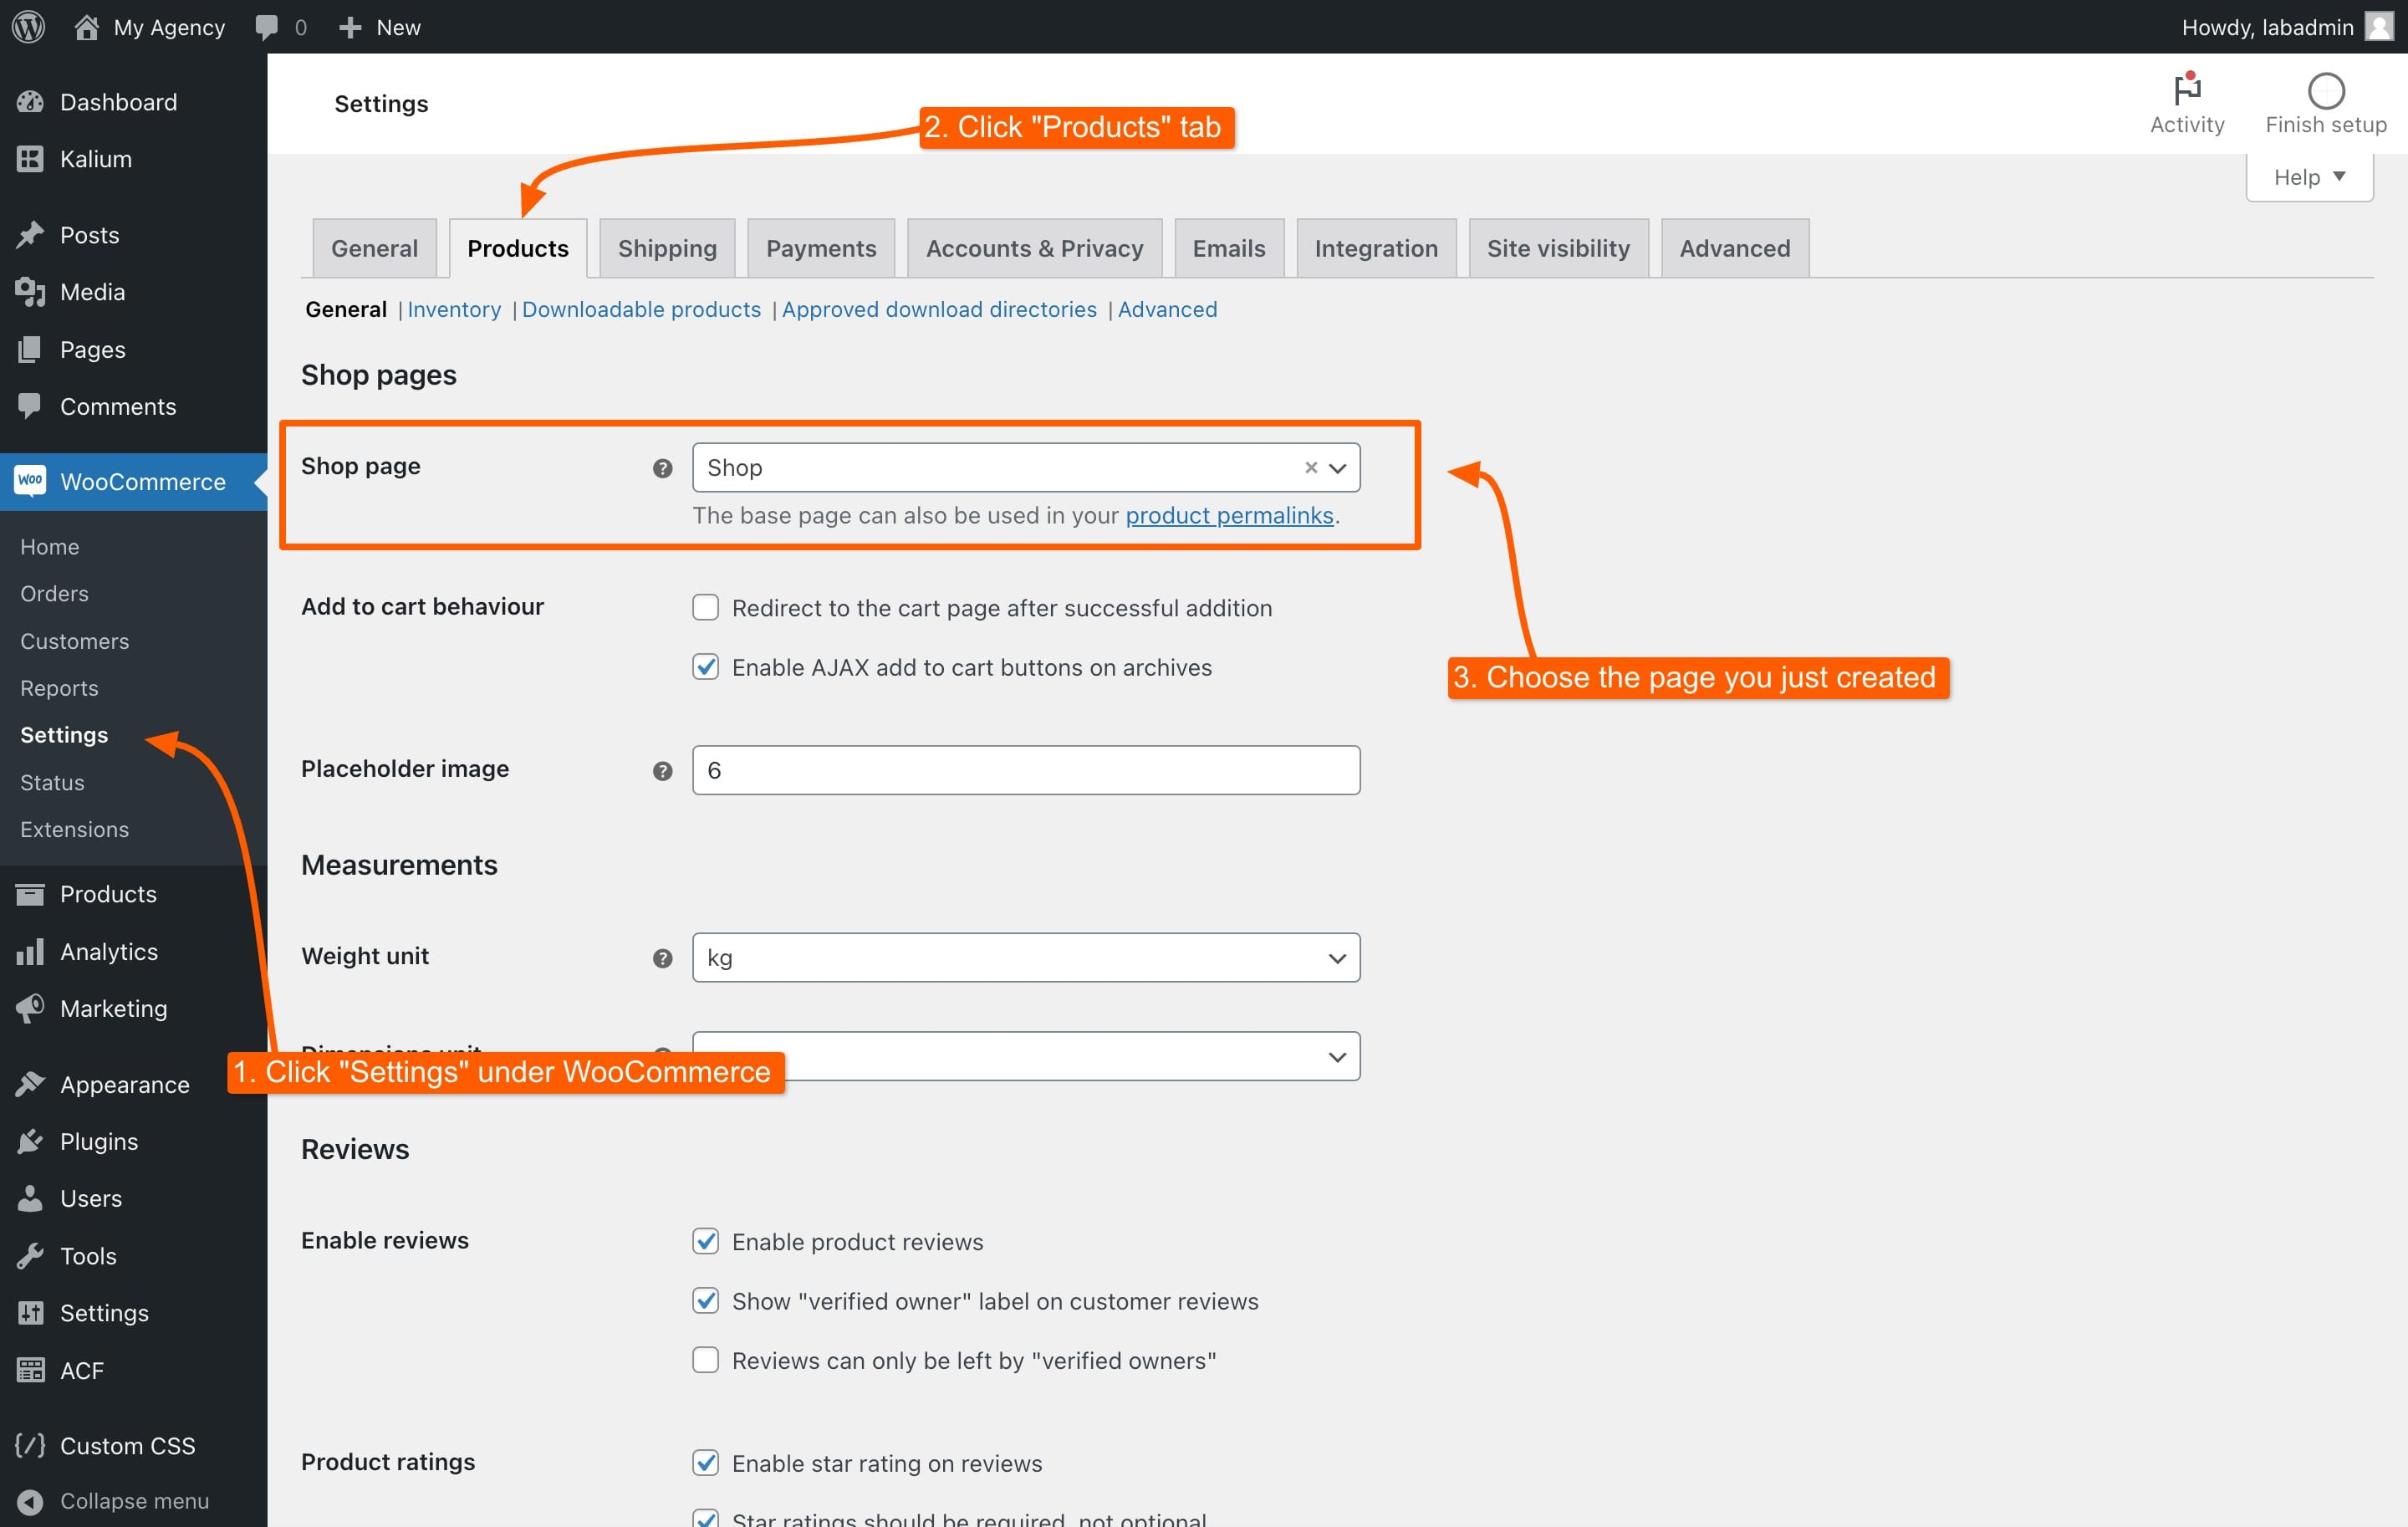 My Agency 0 New Howdy, labadmin
Dashboard
Kalium
Posts
Media
Pages
Comments
Woo WooCommerce
Home
Orders
Customers
Reports
Settings
Status
Extensions
Products
Analytics
Marketing
Appearance
Plugins
Users
Tools
Settings
ACF
Custom CSS
Collapse menu
Settings
Activity Finish setup
Help
2. Click "Products" tab
General Products Shipping Payments Accounts & Privacy Emails Integration Site visibility Advanced
General | Inventory | Downloadable products | Approved download directories | Advanced
Shop pages
Shop page ? Shop ×
The base page can also be used in your product permalinks.
Add to cart behaviour Redirect to the cart page after successful addition
Enable AJAX add to cart buttons on archives
3. Choose the page you just created
Placeholder image ? 6
Measurements
Weight unit ? kg
Dimensions unit
1. Click "Settings" under WooCommerce
Reviews
Enable reviews Enable product reviews
Show "verified owner" label on customer reviews
Reviews can only be left by "verified owners"
Product ratings Enable star rating on reviews
Star ratings should be required, not optional